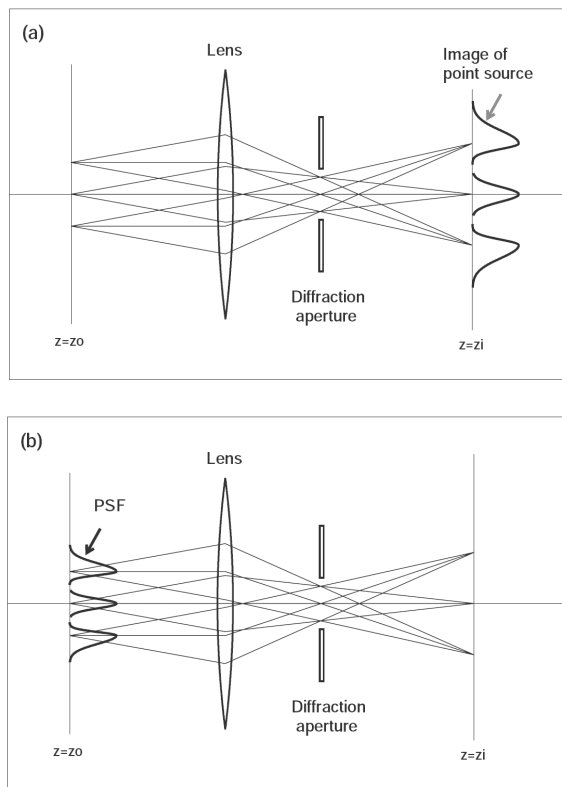 (a)
Lens
Image of
point source
Diffraction
aperture
z=zo
z=zi
(b)
Lens
PSF
Diffraction
aperture
z=zo
z=zi